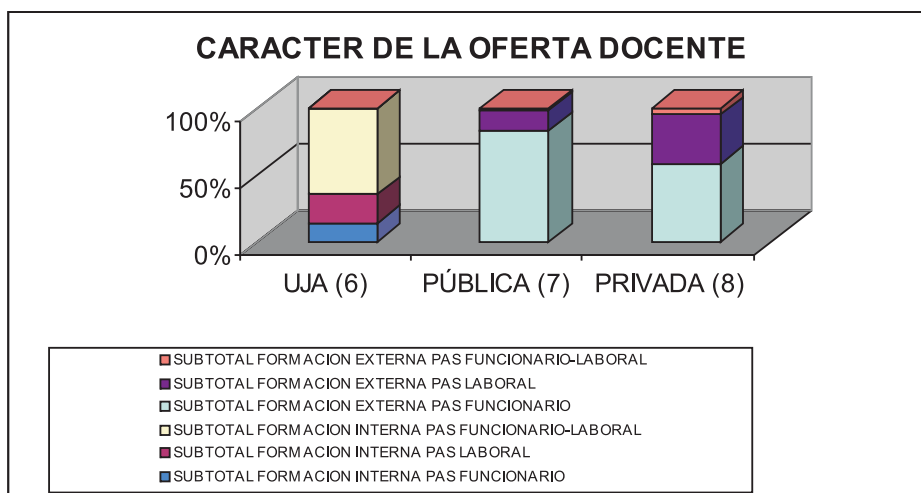 CARACTER DE LA OFERTA DOCENTE
100%
50%
0%
UJA (6)
PÚBLICA (7)
PRIVADA (8)
SUBTOTAL FORMACION EXTERNA PAS FUNCIONARIO-LABORAL
SUBTOTAL FORMACION EXTERNA PAS LABORAL
SUBTOTAL FORMACION EXTERNA PAS FUNCIONARIO
SUBTOTAL FORMACION INTERNA PAS FUNCIONARIO-LABORAL
SUBTOTAL FORMACION INTERNA PAS LABORAL
SUBTOTAL FORMACION INTERNA PAS FUNCIONARIO